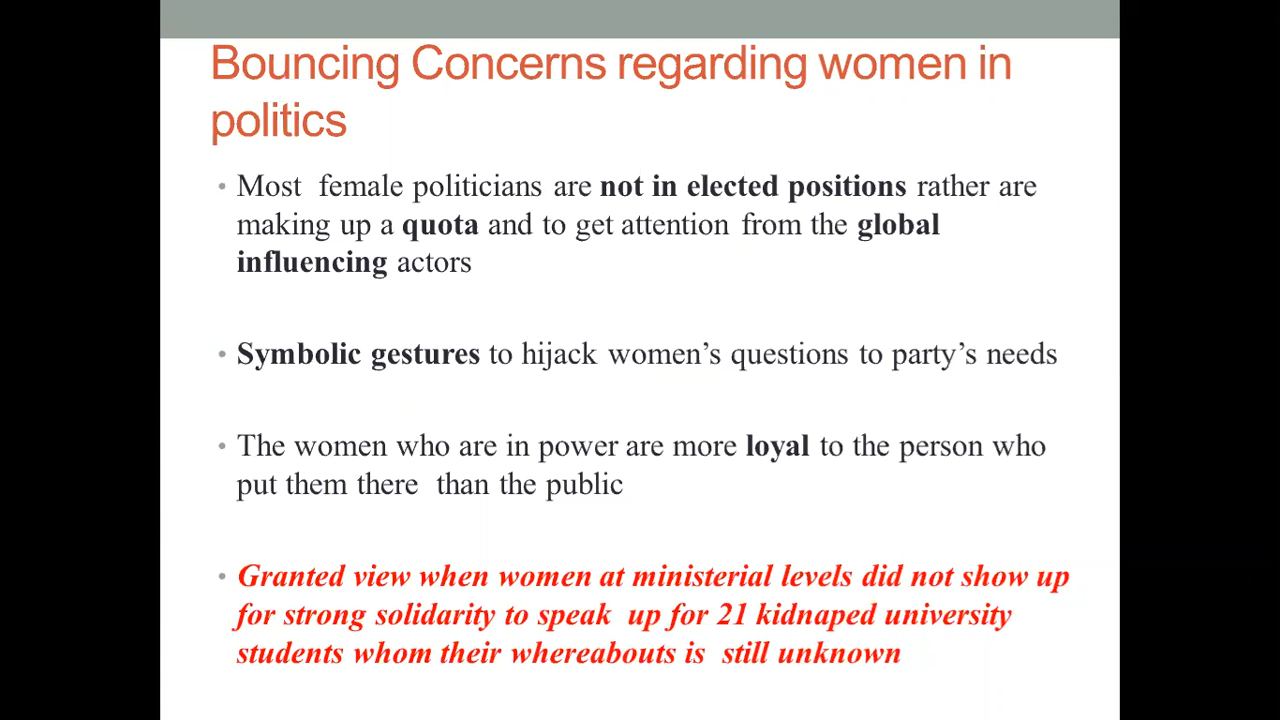 Bouncing Concerns regarding women in
politics
• Most female politicians are not in elected positions rather are
making up a quota and to get attention from the global
influencing actors
• Symbolic gestures to hijack women’s questions to party’s needs
• The women who are in power are more loyal to the person who
put them there than the public
• Granted view when women at ministerial levels did not show up
for strong solidarity to speak up for 21 kidnaped university
students whom their whereabouts is still unknown